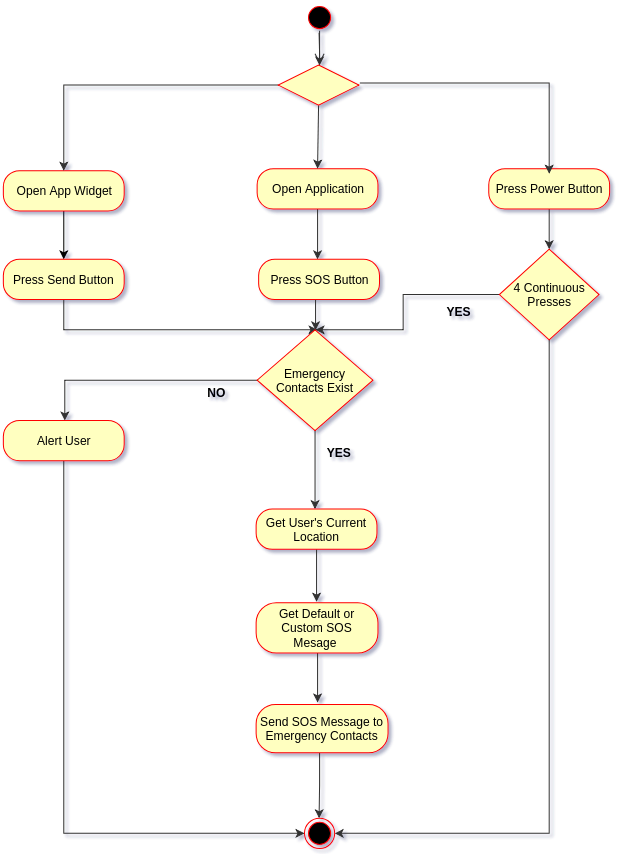 Open App Widget
Open Application
Press Power Button
Press Send Button
Press SOS Button
4 Continuous
Presses
YES
Emergency
Contacts Exist
NO
Alert User
YES
Get User's Current
Location
Get Default or
Custom SOS
Mesage
Send SOS Message to
Emergency Contacts